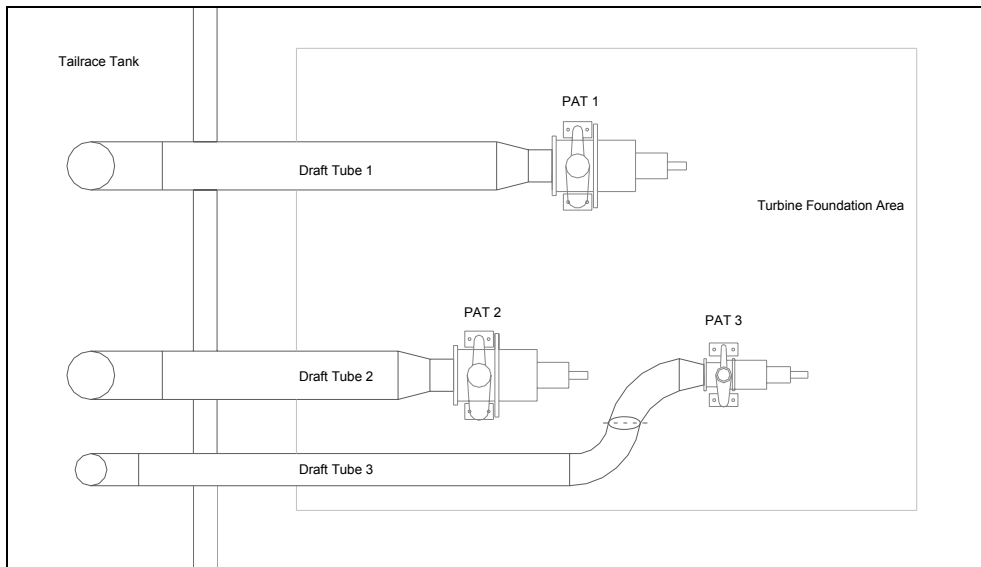 Tailrace Tank
PAT 1
Draft Tube 1
Turbine Foundation Area
PAT 2
PAT 3
Draft Tube 2
Draft Tube 3